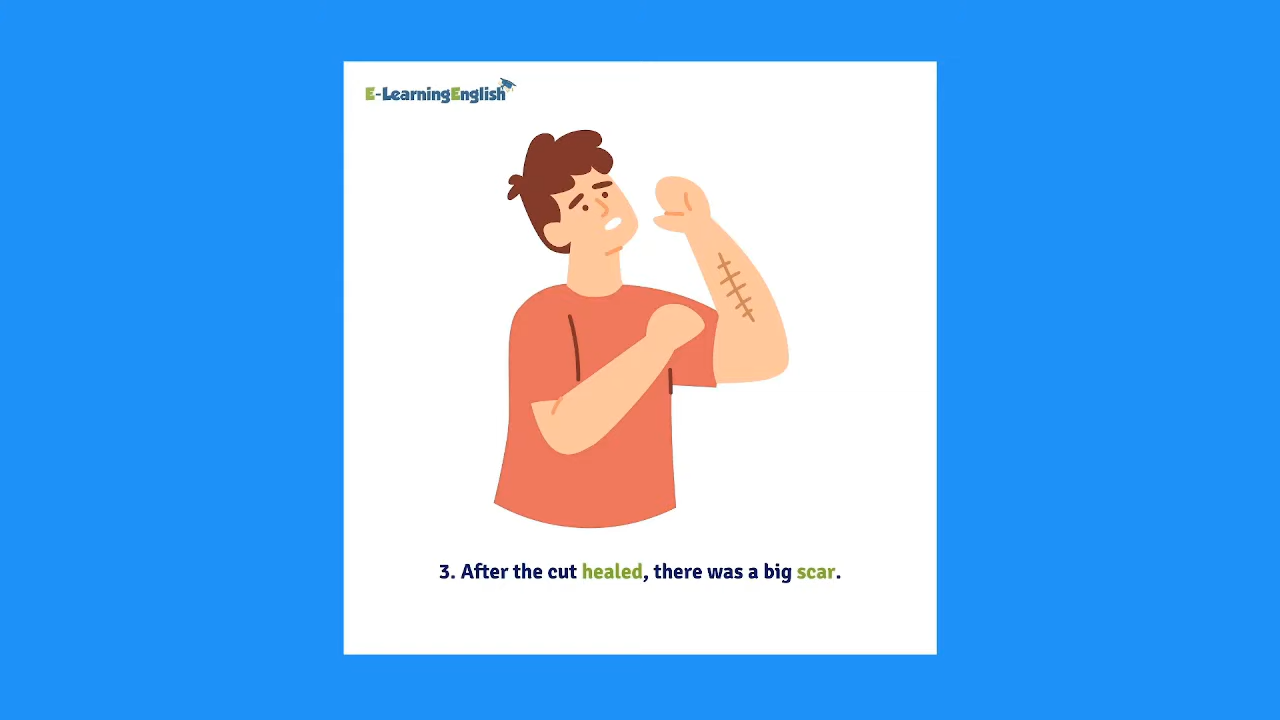 E-LearningEnglish
3. After the cut healed, there was a big scar.